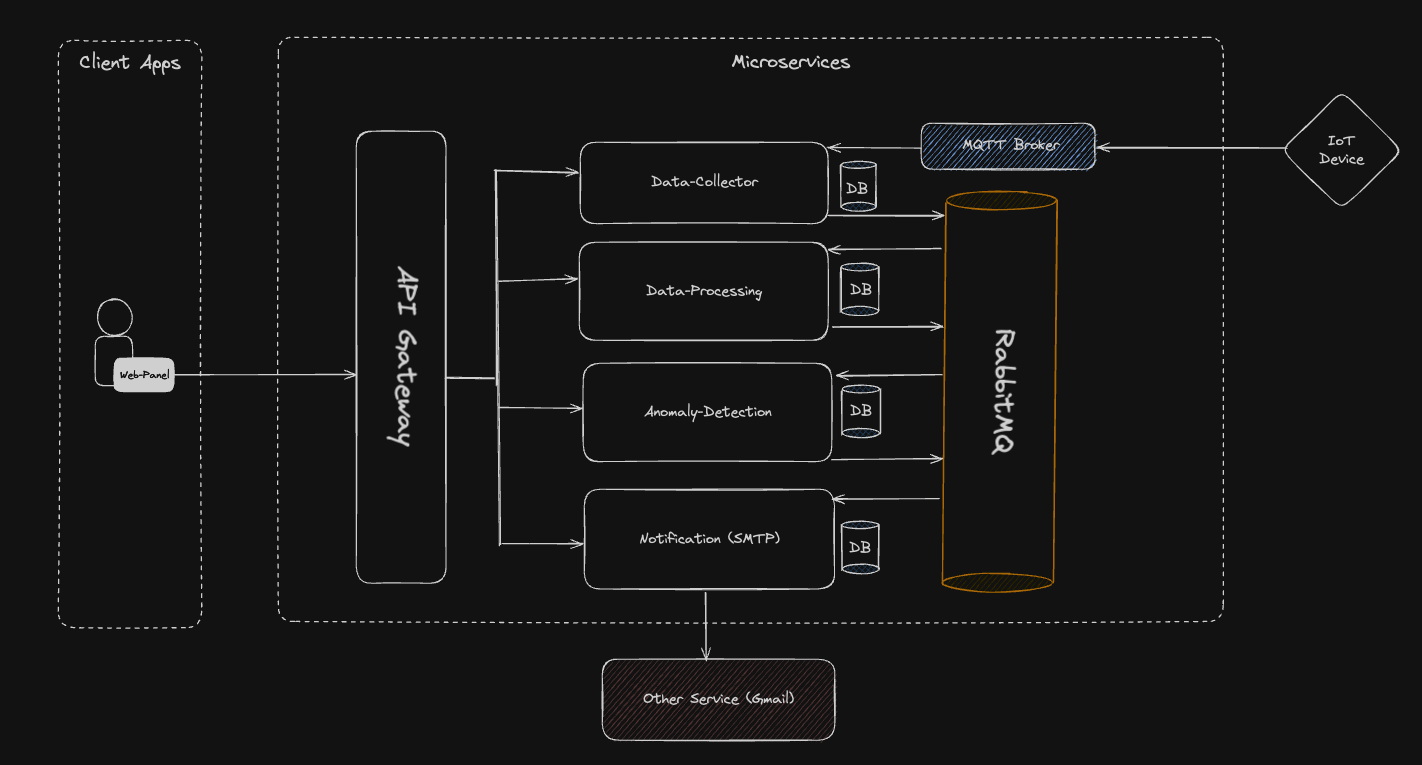 Client Apps
Microservices
MQTT Broker
IoT
Device
Data-Collector
DB
Data-Processing
DB
API Gateway
RabbitMQ
Web-Panel
Anomaly-Detection
DB
Notification (SMTP)
DB
Other Service (Gmail)